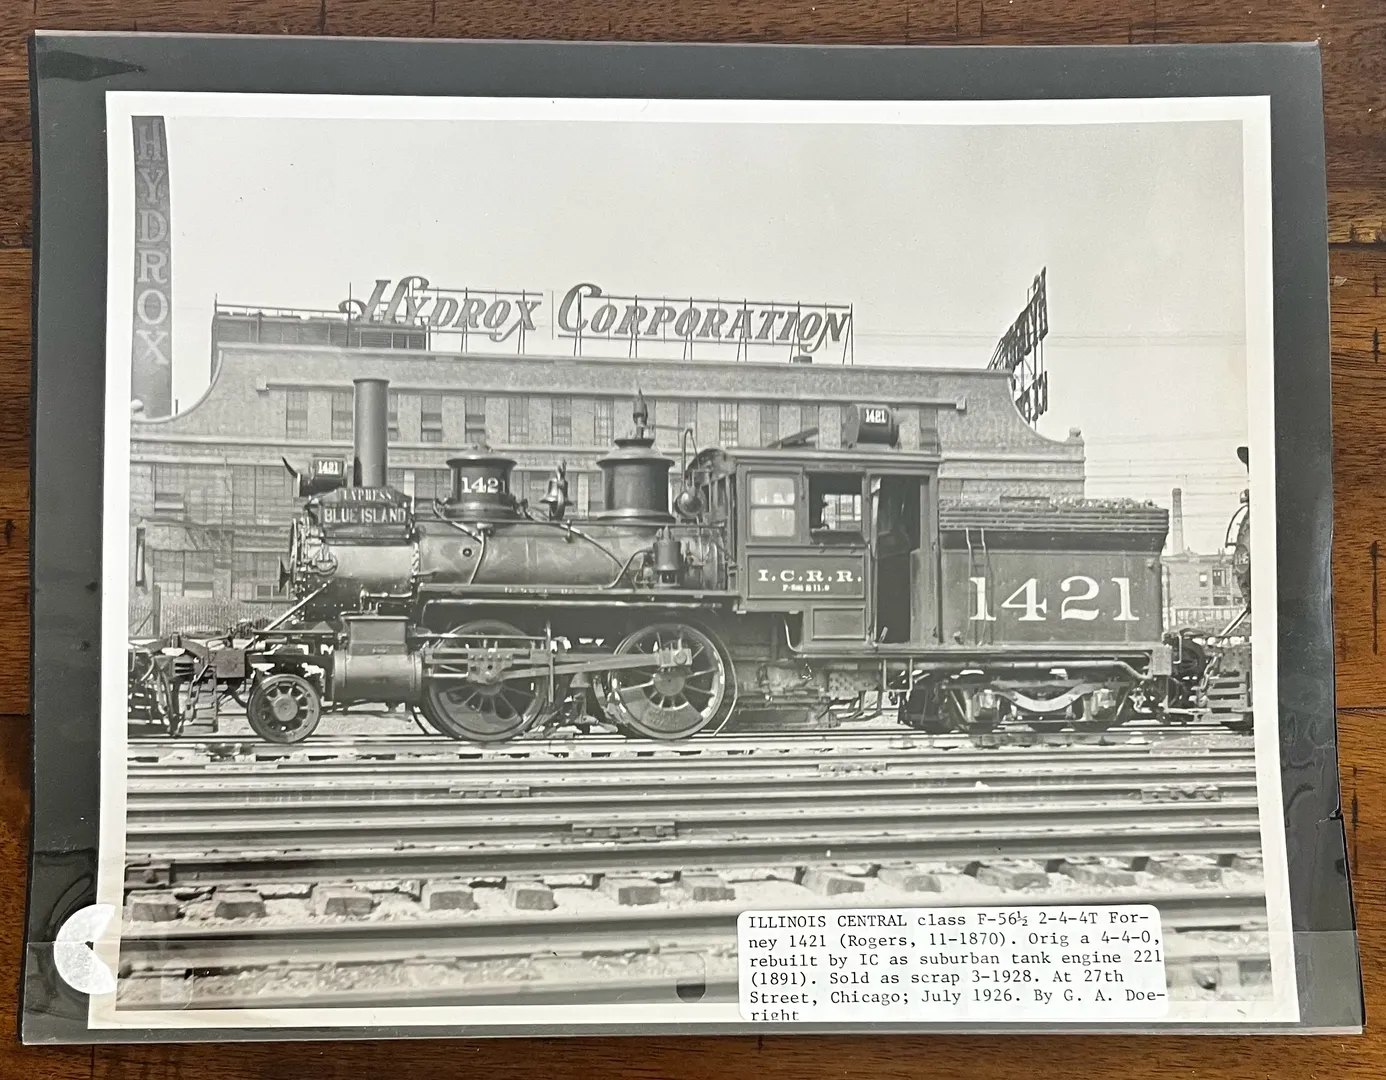 HYDROX
HYDROX CORPORATION
1421
1421
1421
EXPRESS
BLUE ISLAND
I.C.R.R.
1421
ILLINOIS CENTRAL class F-56½ 2-4-4T For-
ney 1421 (Rogers, 11-1870). Orig a 4-4-0,
rebuilt by IC as suburban tank engine 221
(1891). Sold as scrap 3-1928. At 27th
Street, Chicago; July 1926. By G. A. Doe-
right